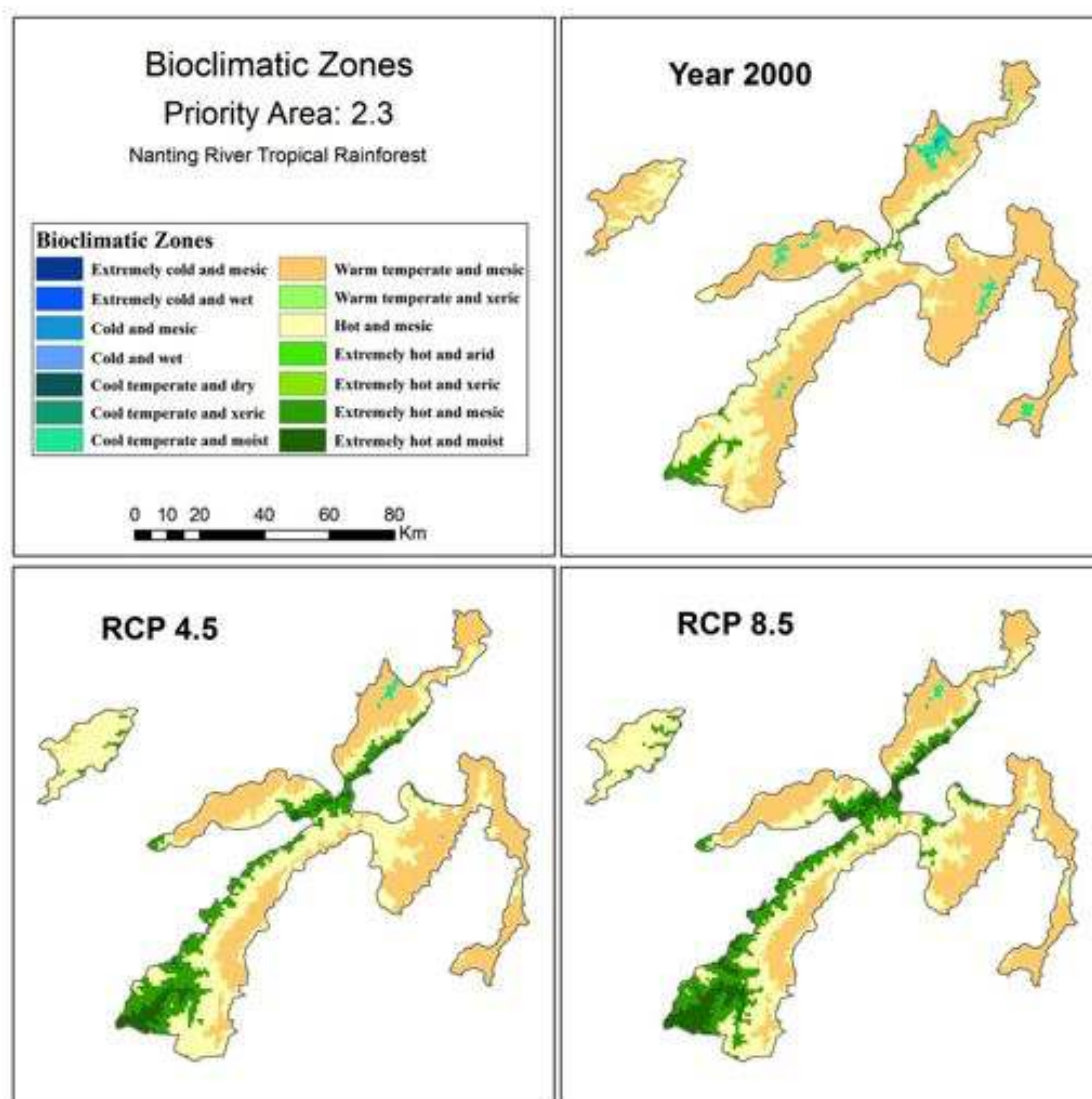 Bioclimatic Zones
Priority Area: 2.3
Nanting River Tropical Rainforest
Bioclimatic Zones
Extremely cold and mesic
Extremely cold and wet
Cold and mesic
Cold and wet
Cool temperate and dry
Cool temperate and xeric
Cool temperate and moist
Warm temperate and mesic
Warm temperate and xeric
Hot and mesic
Extremely hot and arid
Extremely hot and xeric
Extremely hot and mesic
Extremely hot and moist
0 10 20 40 60 80
Km
Year 2000
RCP 4.5
RCP 8.5